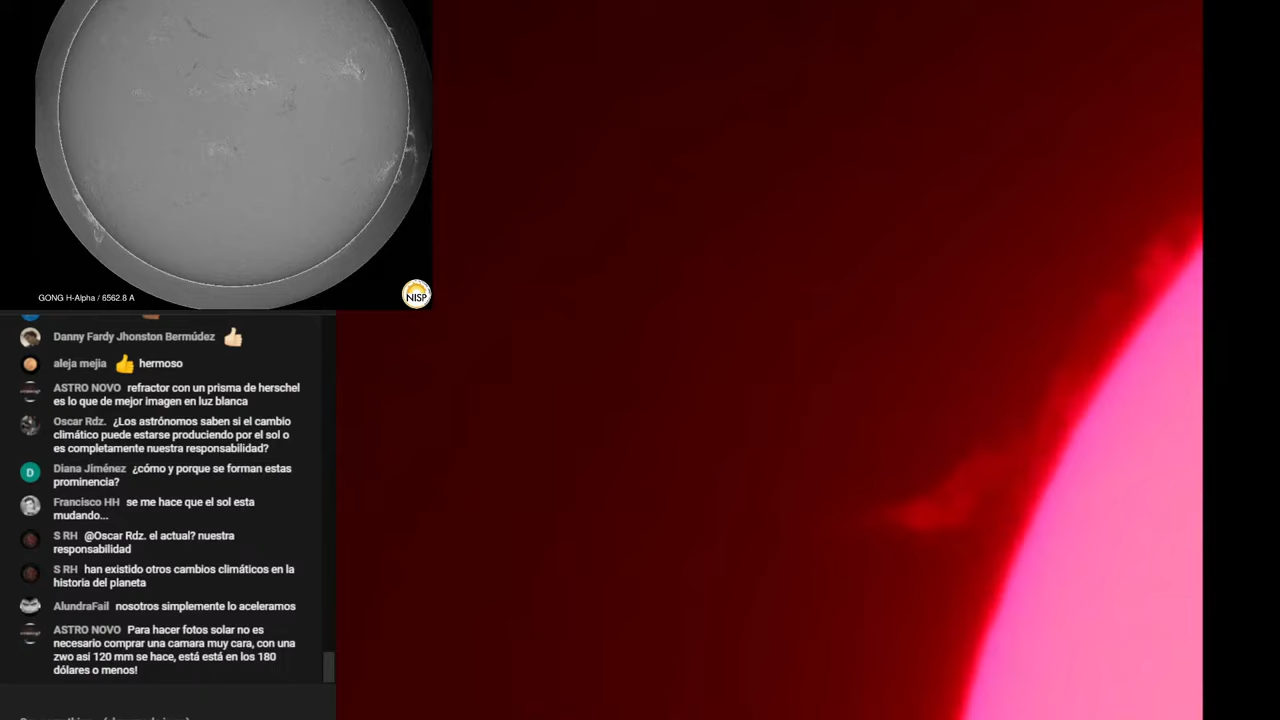 GONG H-Alpha / 6562.8 A
NISP
Danny Fardy Jhonston Bermúdez 👍🏻
aleja mejia 👍 hermoso
ASTRO NOVO refractor con un prisma de herschel
es lo que de mejor imagen en luz blanca
Oscar Rdz. ¿Los astrónomos saben si el cambio
climático puede estarse produciendo por el sol o
es completamente nuestra responsabilidad?
D
Diana Jiménez ¿cómo y porque se forman estas
prominencia?
Francisco HH se me hace que el sol esta
mudando...
S RH @Oscar Rdz. el actual? nuestra
responsabilidad
S RH han existido otros cambios climáticos en la
historia del planeta
AlundraFail nosotros simplemente lo aceleramos
ASTRO NOVO Para hacer fotos solar no es
necesario comprar una camara muy cara, con una
zwo asi 120 mm se hace, está está en los 180
dólares o menos!